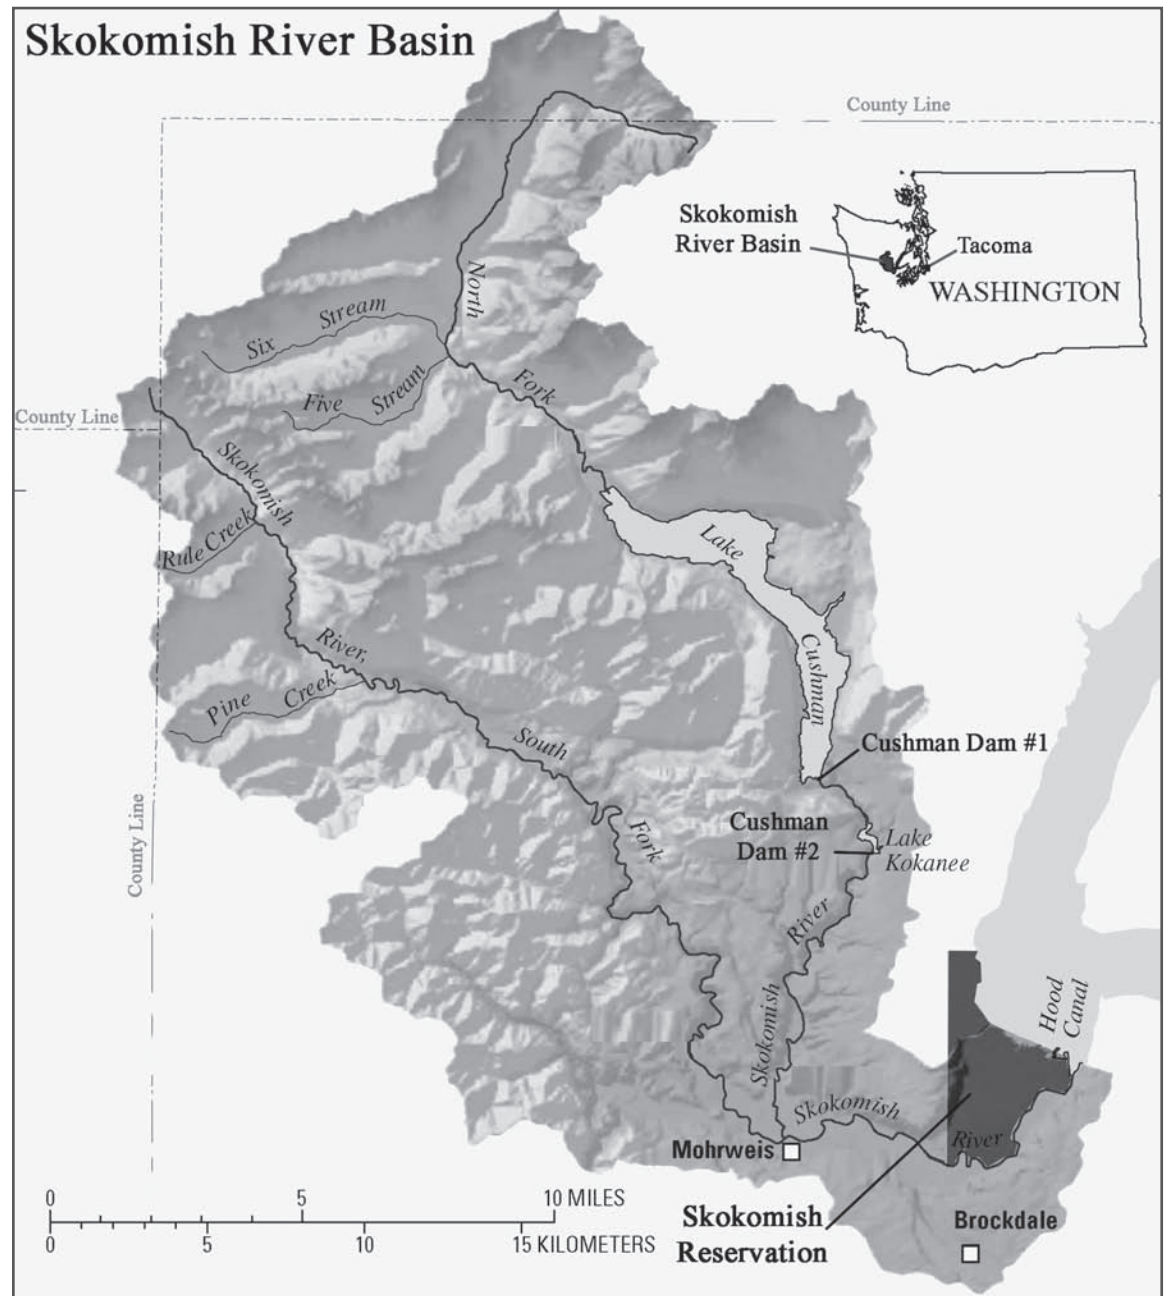 Skokomish River Basin
County Line
Skokomish
River Basin
Tacoma
WASHINGTON
North
Six Stream
Five Stream
Fork
County Line
Skokomish
Rule Creek
Lake
Cushman
River,
Pine Creek
South
Fork
Cushman Dam #1
Cushman
Dam #2
Lake
Kokanee
County Line
River
Skokomish
Hood
Canal
Skokomish
River
Mohrweis
Skokomish
Reservation
Brockdale
0 5 10 MILES
0 5 10 15 KILOMETERS